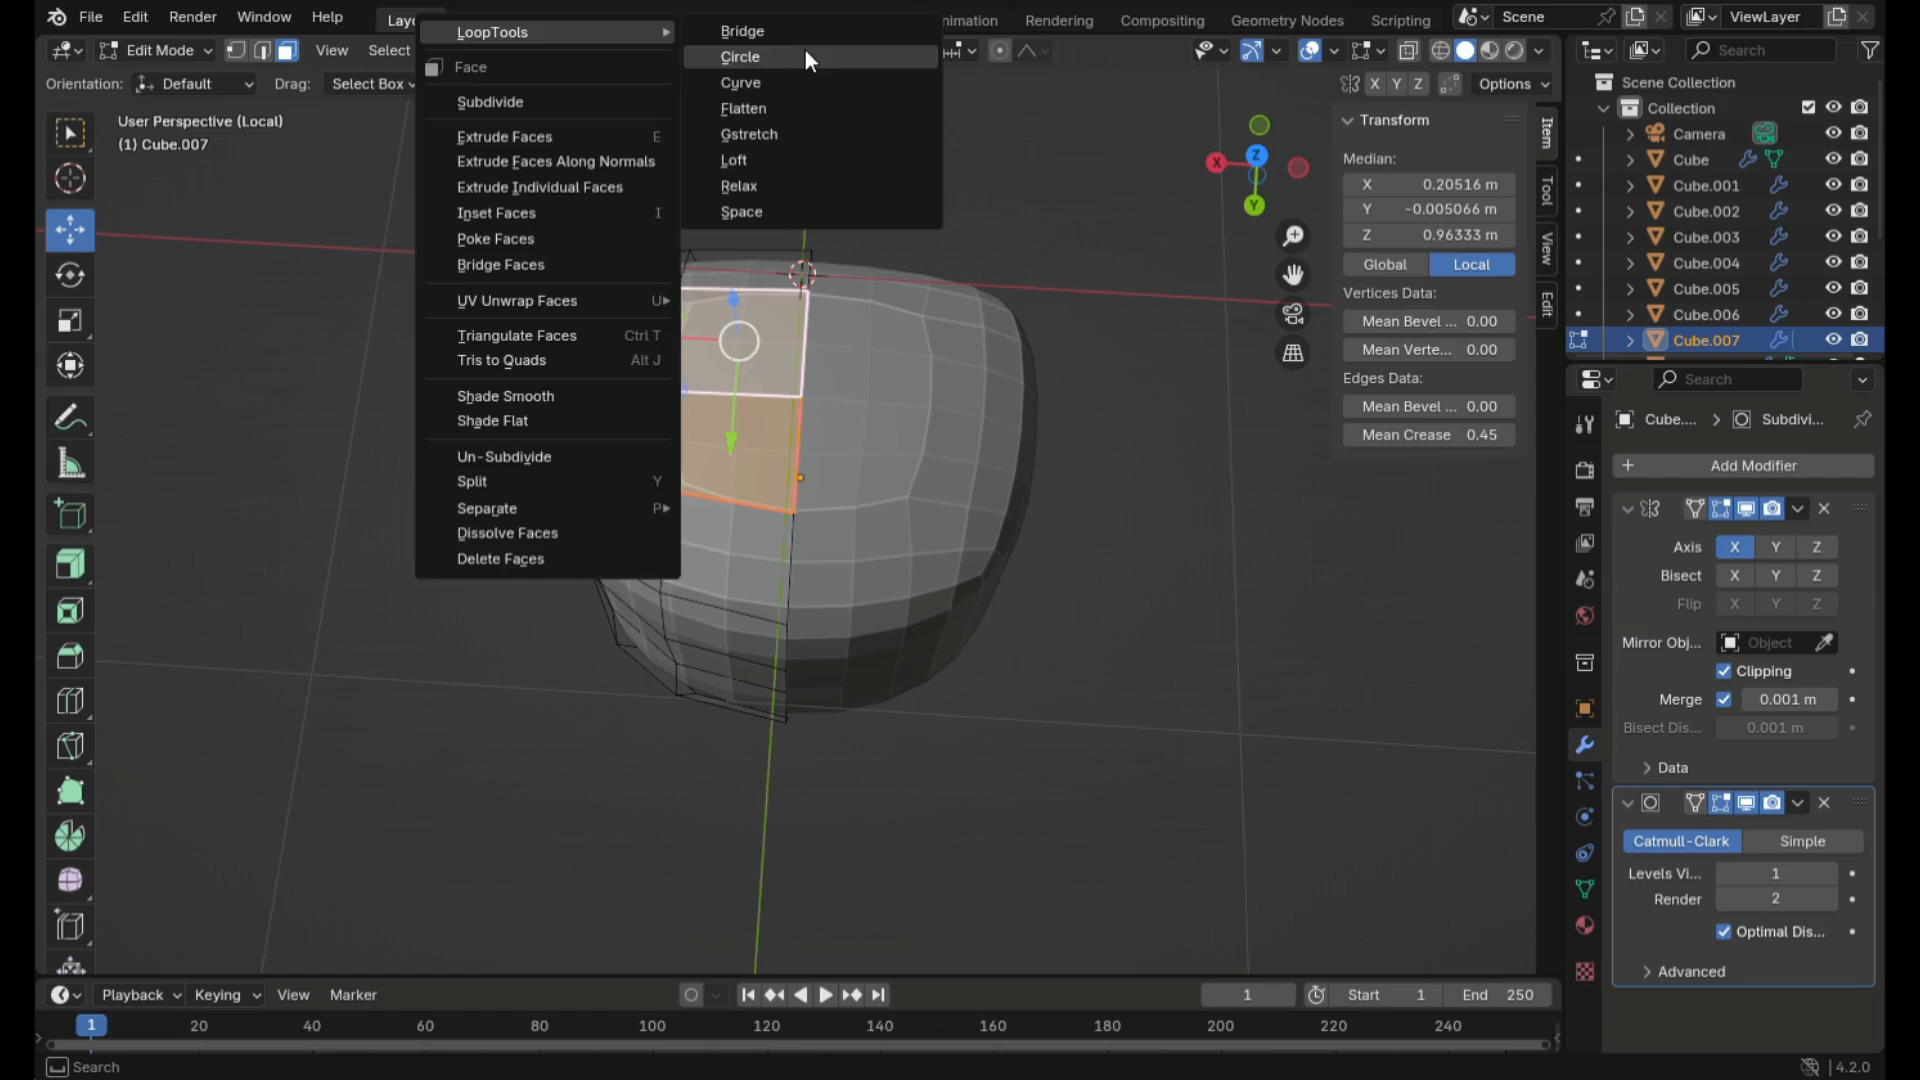 File Edit Render Window Help Layo
LoopTools
Bridge
Circle
Curve
Flatten
Gstretch
Loft
Relax
Space
nimation Rendering Compositing Geometry Nodes Scripting
Scene
ViewLayer
Edit Mode
View Select
Search
Orientation: Default Drag: Select Box
X Y Z Options
User Perspective (Local)
(1) Cube.007
Face
Subdivide
Extrude Faces E
Extrude Faces Along Normals
Extrude Individual Faces
Inset Faces I
Poke Faces
Bridge Faces
UV Unwrap Faces U
Triangulate Faces Ctrl T
Tris to Quads Alt J
Shade Smooth
Shade Flat
Un-Subdivide
Split Y
Separate P
Dissolve Faces
Delete Faces
X
Z
Y
Transform
Median:
X 0.20516 m
Y -0.005066 m
Z 0.96333 m
Global Local
Vertices Data:
Mean Bevel ... 0.00
Mean Verte... 0.00
Edges Data:
Mean Bevel ... 0.00
Mean Crease 0.45
Item
Tool
View
Edit
Scene Collection
Collection
Camera
Cube
Cube.001
Cube.002
Cube.003
Cube.004
Cube.005
Cube.006
Cube.007
Search
Cube.... Subdivi...
Add Modifier
Axis X Y Z
Bisect X Y Z
Flip X Y Z
Mirror Obj... Object
Clipping
Merge 0.001 m
Bisect Dis... 0.001 m
Data
Catmull-Clark Simple
Levels Vi... 1
Render 2
Optimal Dis...
Advanced
Playback Keying View Marker
1 Start 1 End 250
1 20 40 60 80 100 120 140 160 180 200 220 240
Search
4.2.0